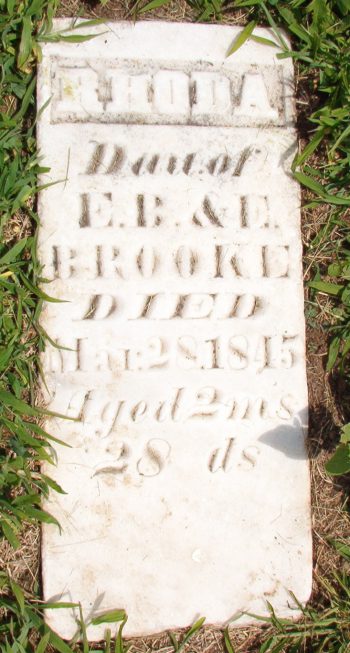 RHODA
Dau. of
E. B. & E.
BROOKE
DIED
Mar. 28. 1845
Aged 2 ms
28 ds